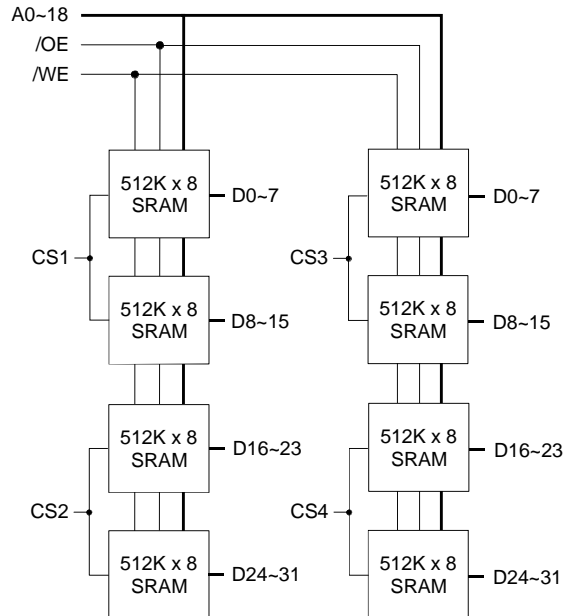 A0~18
/OE
/WE
512K x 8
SRAM
D0~7
CS1
512K x 8
SRAM
D8~15
512K x 8
SRAM
D16~23
CS2
512K x 8
SRAM
D24~31
512K x 8
SRAM
D0~7
CS3
512K x 8
SRAM
D8~15
512K x 8
SRAM
D16~23
CS4
512K x 8
SRAM
D24~31